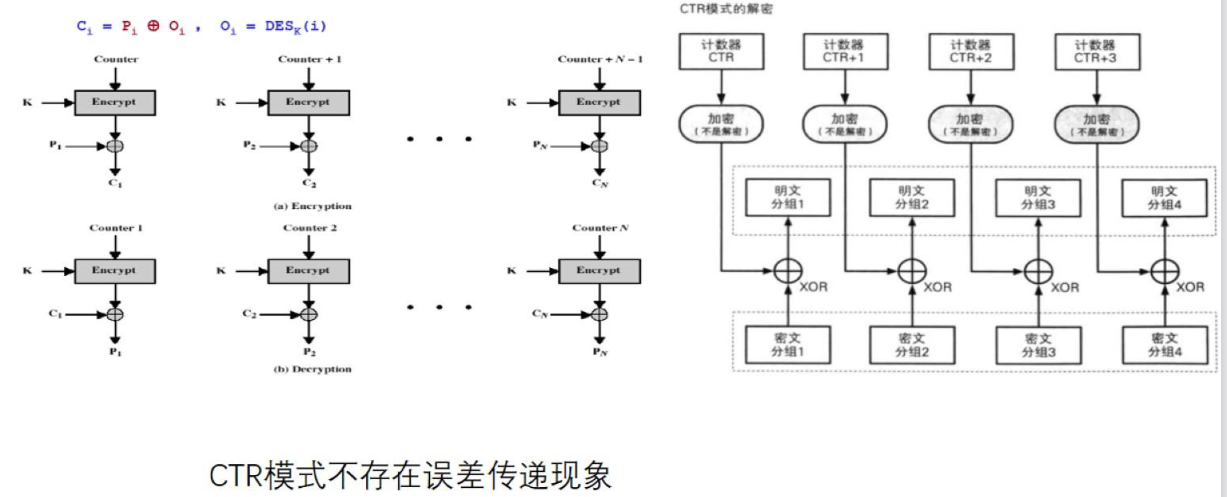 C_i = P_i ⊕ O_i , O_i = DES_K(i)
Counter Counter + 1 Counter + N − 1
K Encrypt K Encrypt K Encrypt
P_1 P_2 P_N
C_1 C_2 C_N
(a) Encryption
Counter 1 Counter 2 Counter N
K Encrypt K Encrypt K Encrypt
C_1 C_2 C_N
P_1 P_2 P_N
(b) Decryption
CTR模式的解密
计数器 计数器 计数器 计数器
CTR CTR+1 CTR+2 CTR+3
加密 加密 加密 加密
(不是解密) (不是解密) (不是解密) (不是解密)
明文 明文 明文 明文
分组1 分组2 分组3 分组4
XOR XOR XOR XOR
密文 密文 密文 密文
分组1 分组2 分组3 分组4
CTR模式不存在误差传递现象